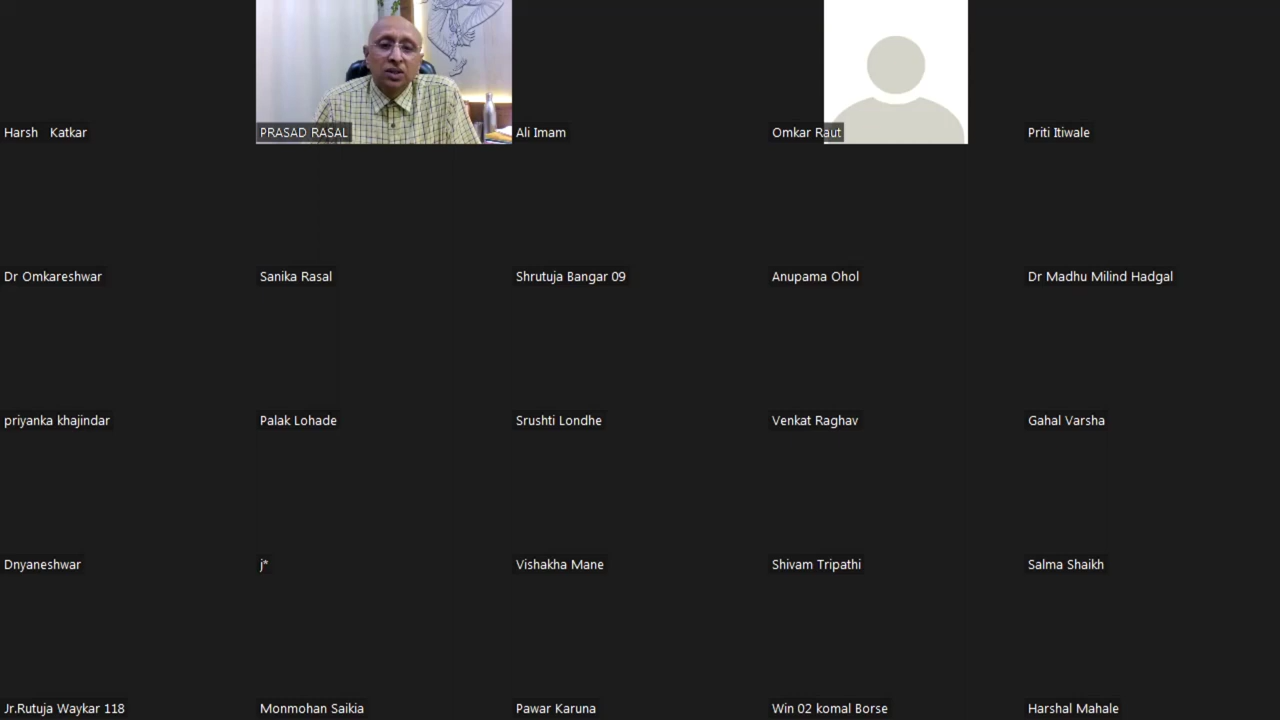 Harsh Katkar
PRASAD RASAL
Ali Imam
Omkar Raut
Priti Itiwale
Dr Omkareshwar
Sanika Rasal
Shrutuja Bangar 09
Anupama Ohol
Dr Madhu Milind Hadgal
priyanka khajindar
Palak Lohade
Srushti Londhe
Venkat Raghav
Gahal Varsha
Dnyaneshwar
j*
Vishakha Mane
Shivam Tripathi
Salma Shaikh
Jr.Rutuja Waykar 118
Monmohan Saikia
Pawar Karuna
Win 02 komal Borse
Harshal Mahale